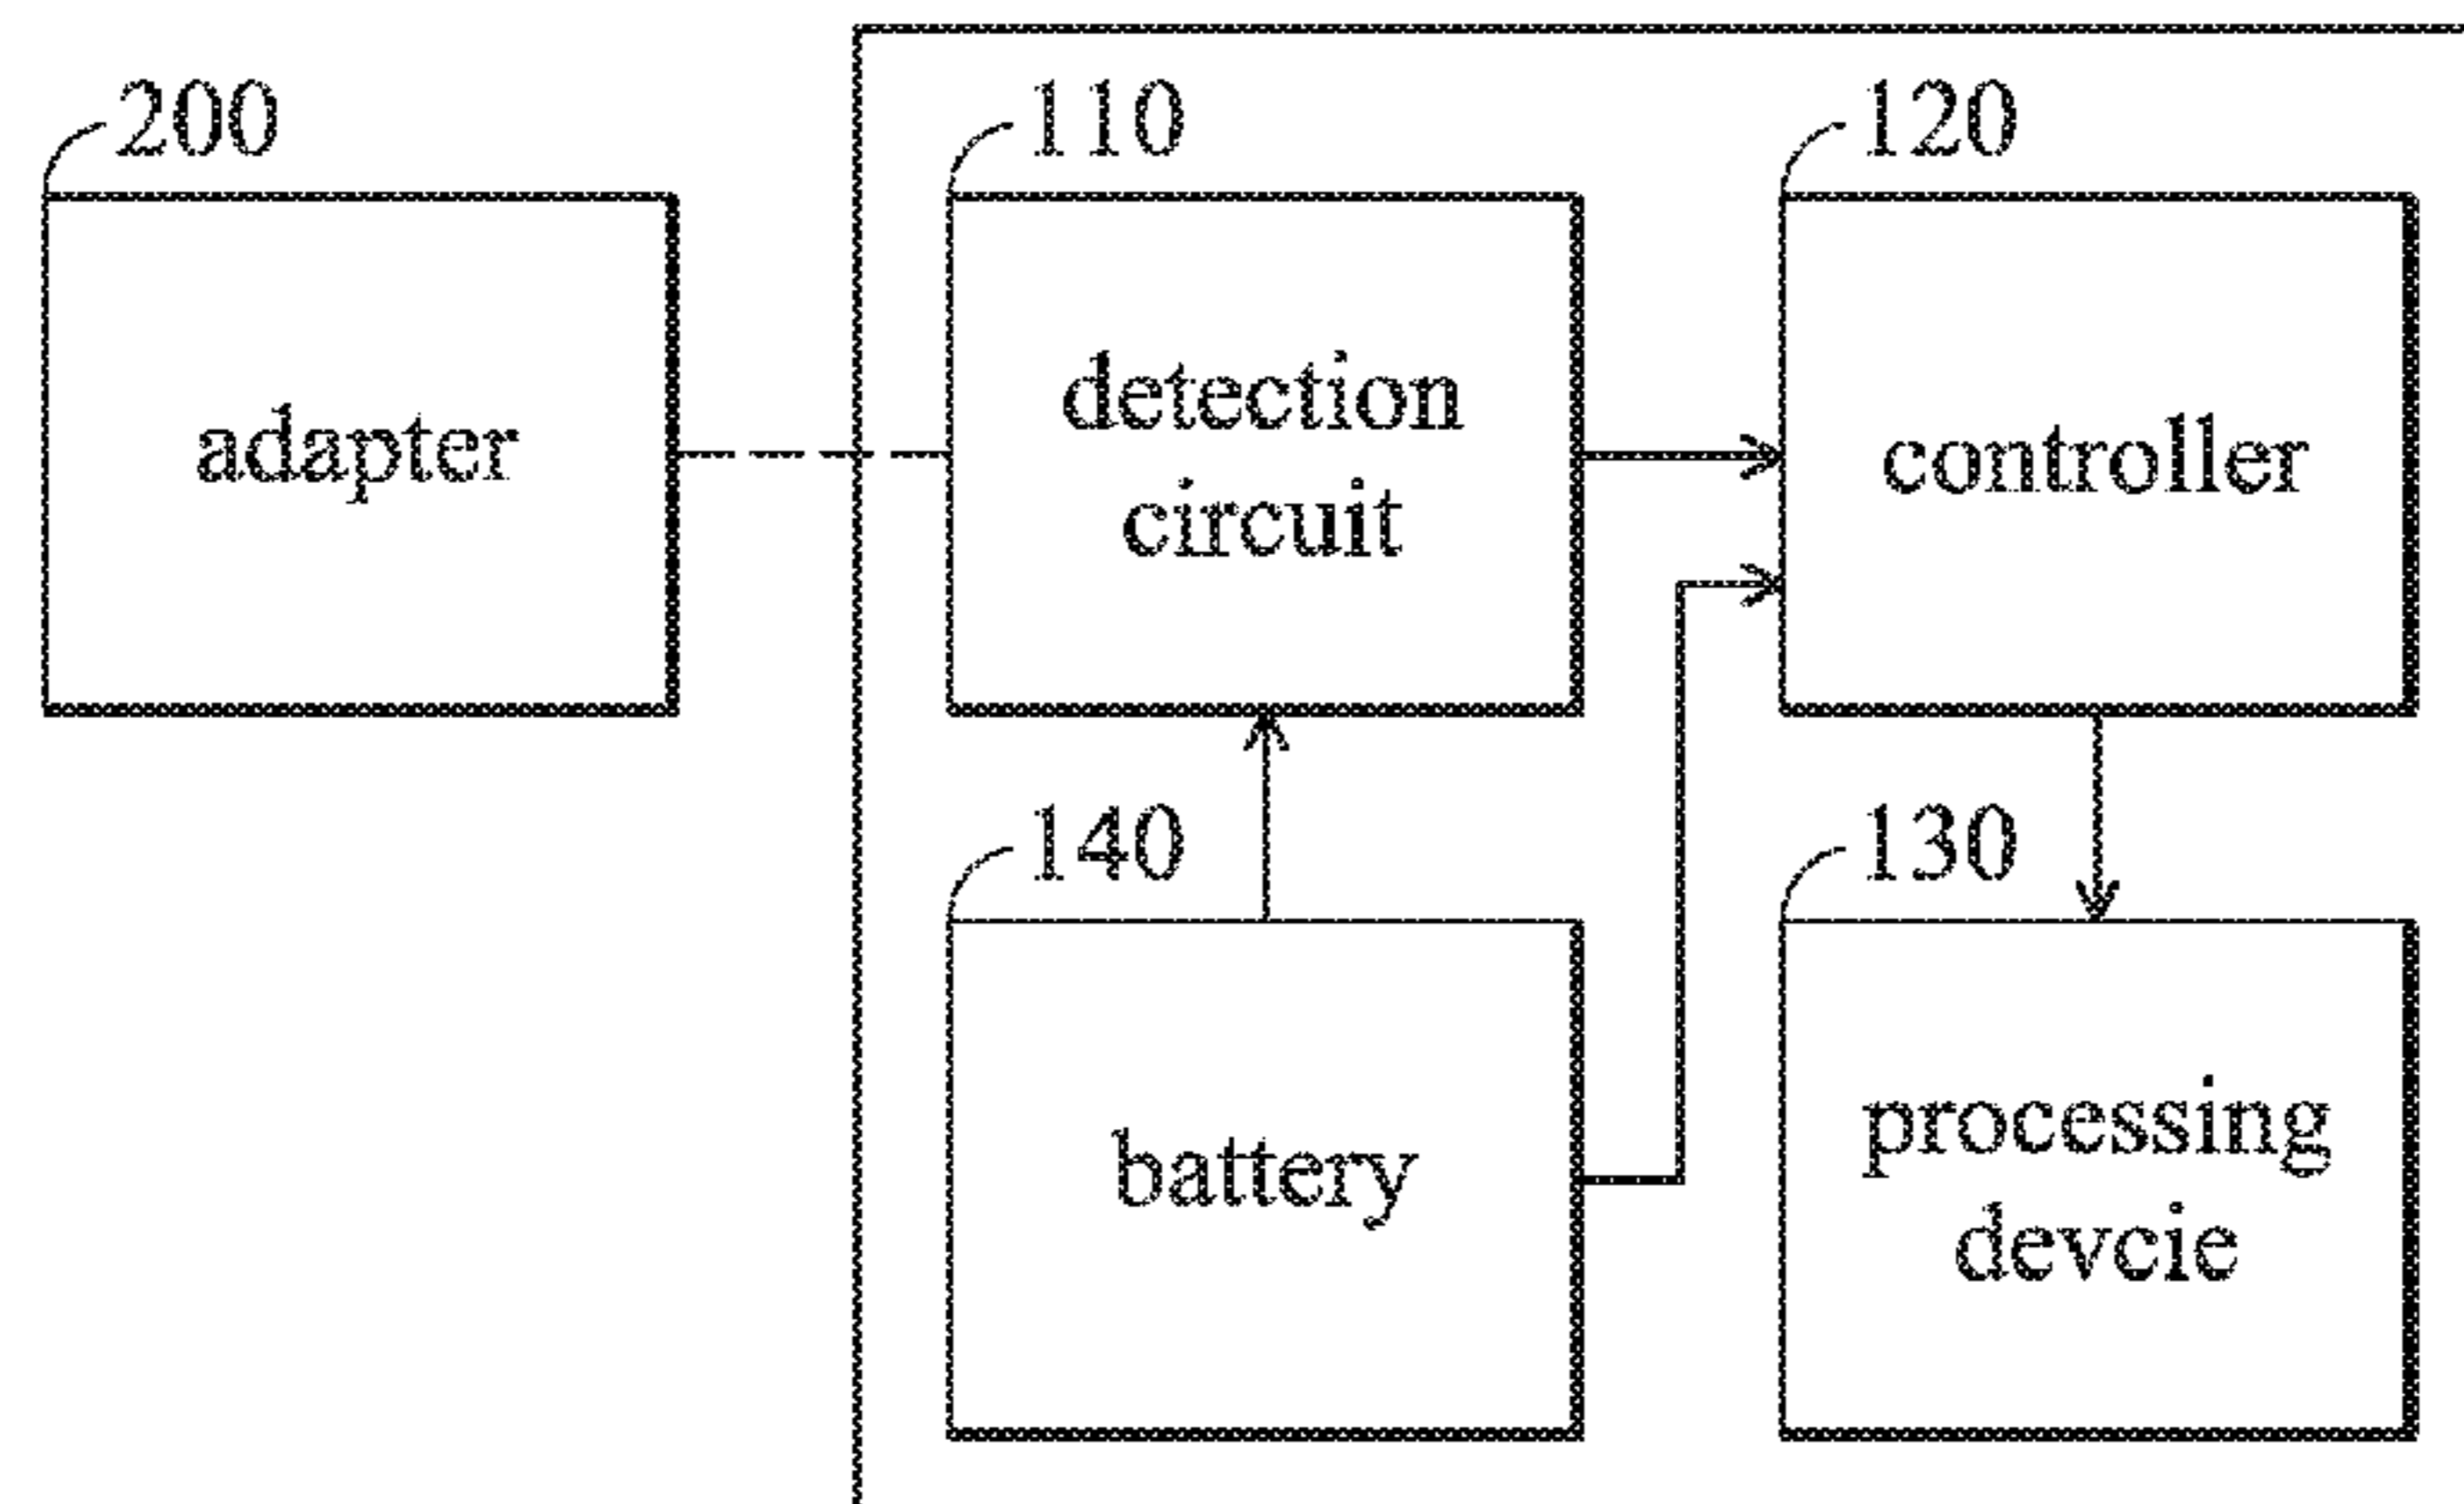 200
110
120
adapter
detection
circuit
controller
140
130
battery
processing
devcie